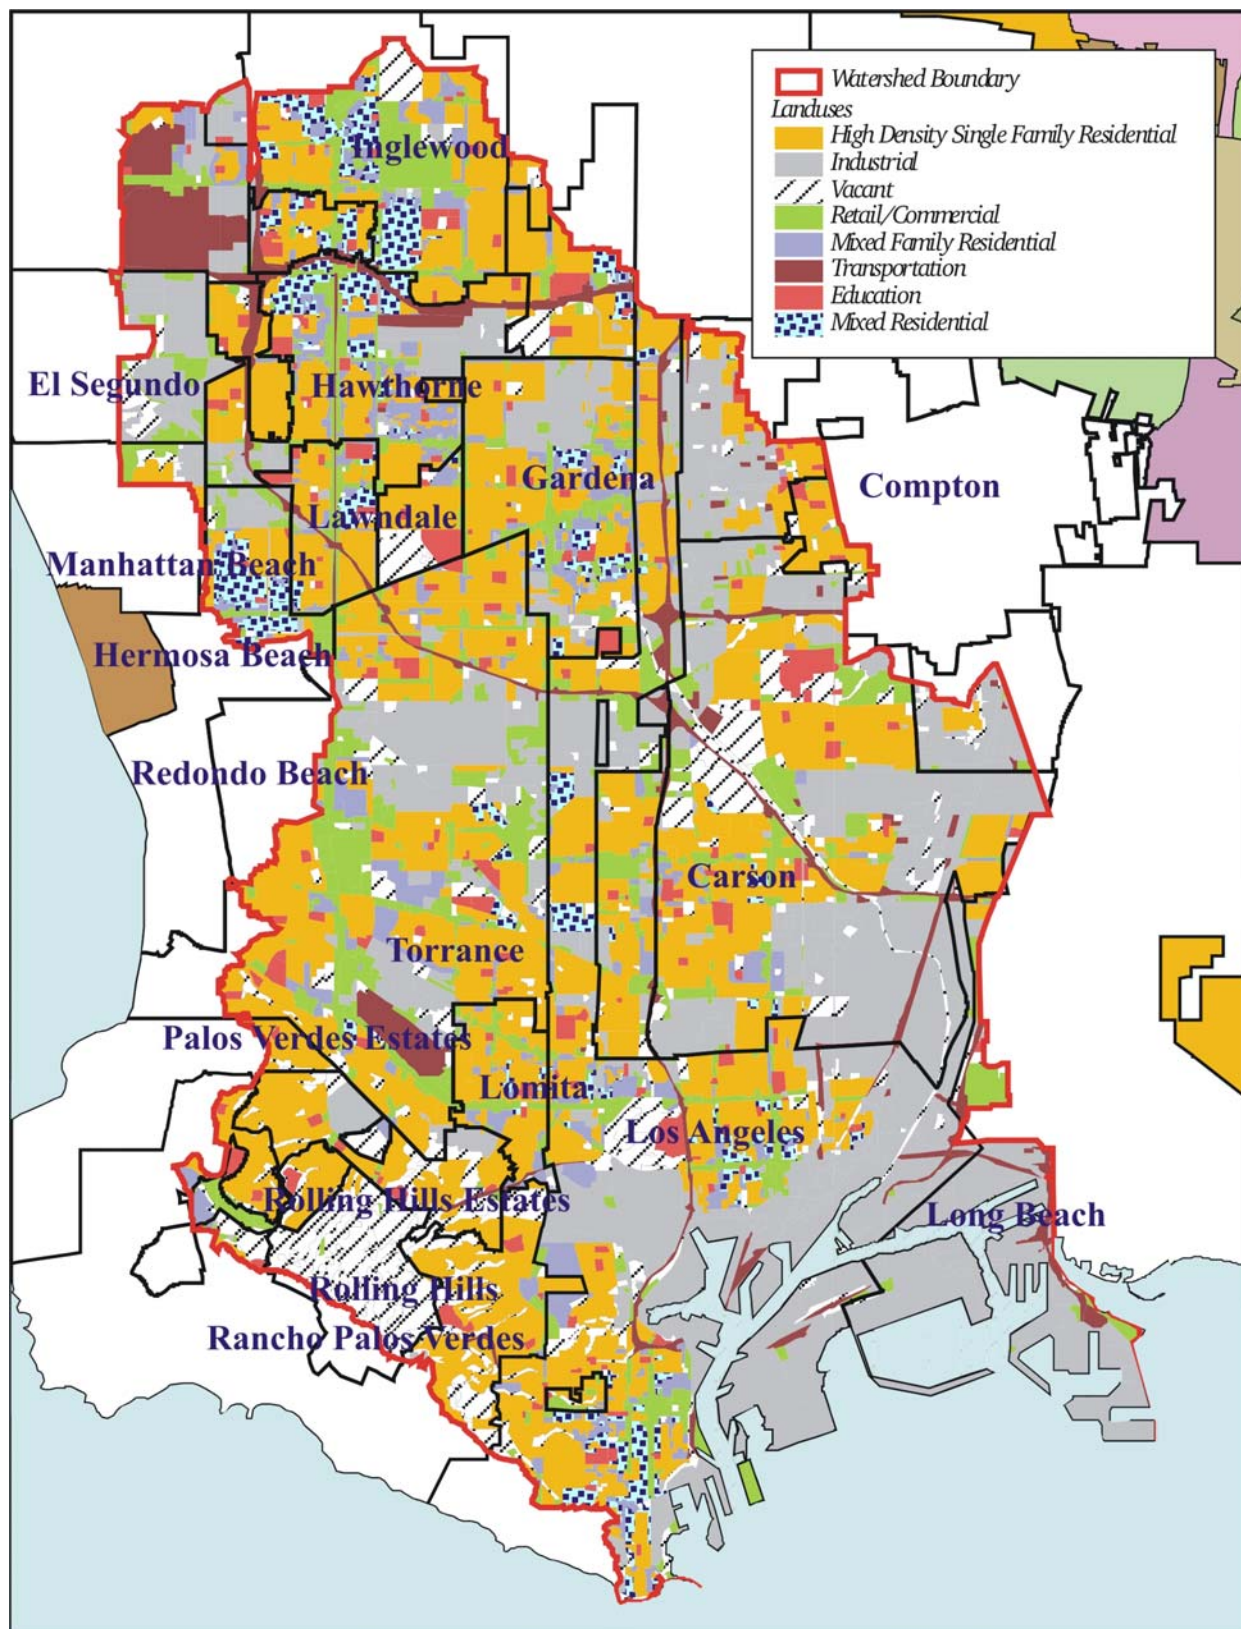 Watershed Boundary
Landuses
High Density Single Family Residential
Industrial
Vacant
Retail/Commercial
Mixed Family Residential
Transportation
Education
Mixed Residential
Inglewood
El Segundo
Hawthorne
Gardena
Compton
Lawndale
Manhattan Beach
Hermosa Beach
Redondo Beach
Carson
Torrance
Palos Verdes Estates
Lomita
Los Angeles
Rolling Hills Estates
Long Beach
Rolling Hills
Rancho Palos Verdes